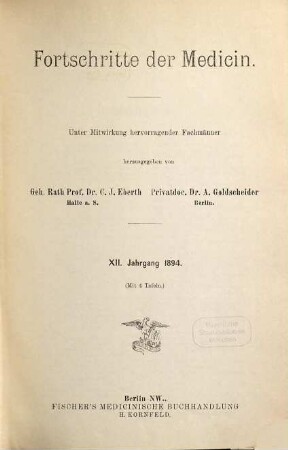 Fortschritte der Medicin.
Unter Mitwirkung hervorragender Fachmänner
herausgegeben von
Geh. Rath Prof. Dr. C. J. Eberth Privatdoc. Dr. A. Goldscheider
Halle a. S. Berlin.
XII. Jahrgang 1894.
(Mit 4 Tafeln.)
Berlin NW.,
FISCHER'S MEDICINISCHE BUCHHANDLUNG
H. KORNFELD.